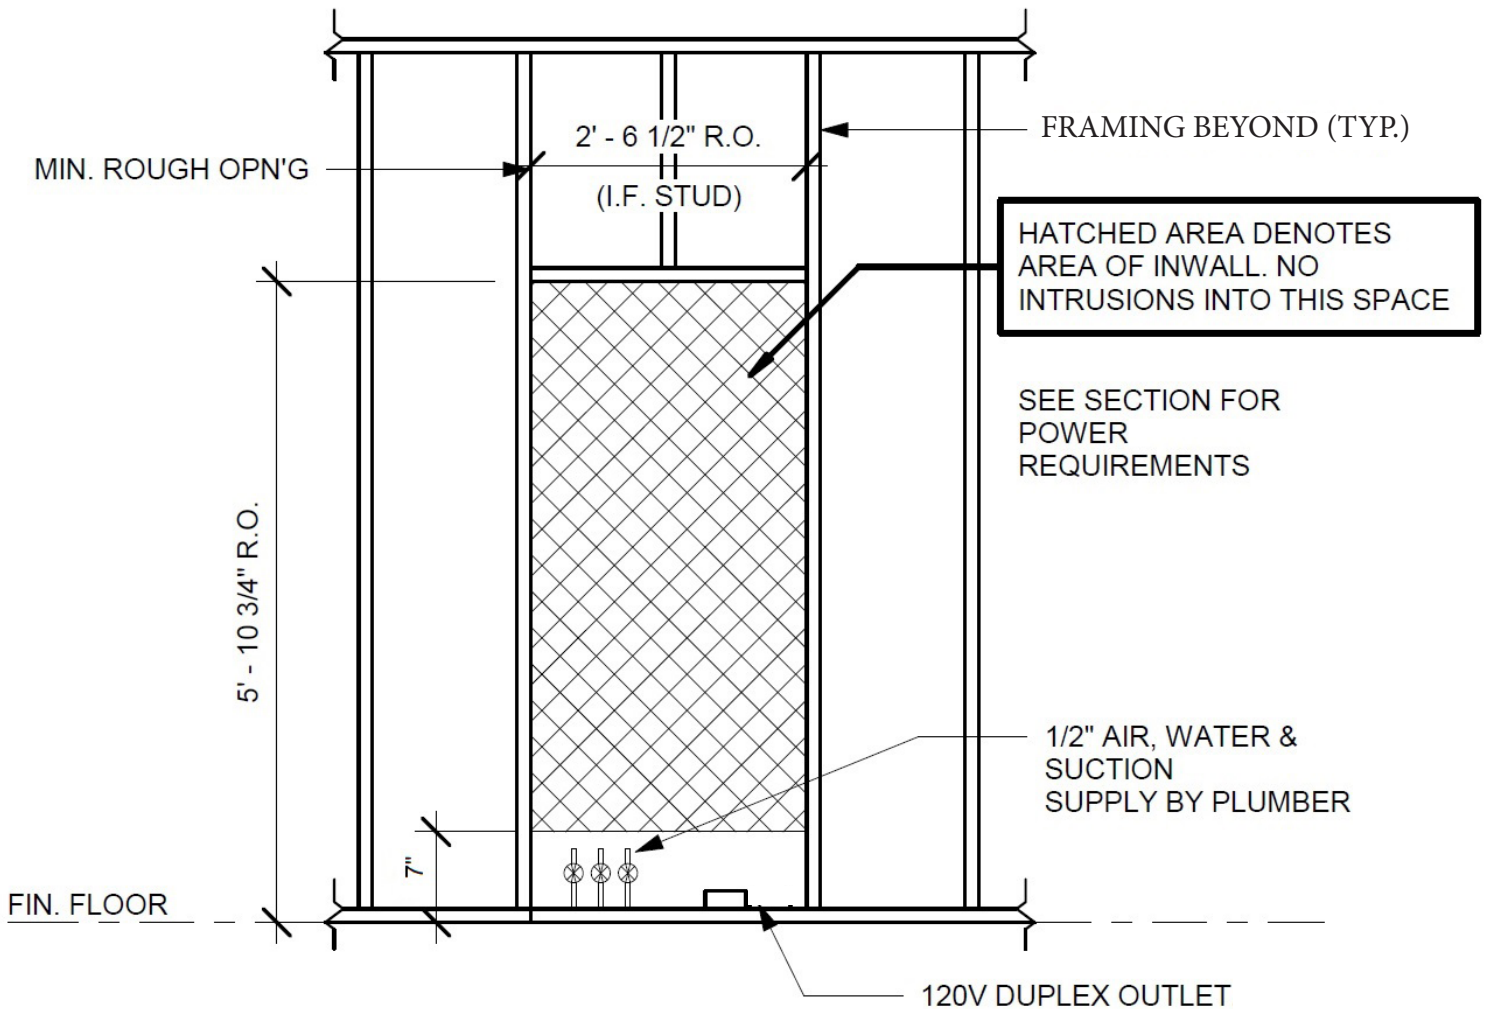 2' - 6 1/2" R.O.
FRAMING BEYOND (TYP.)
MIN. ROUGH OPN'G
(I.F. STUD)
HATCHED AREA DENOTES
AREA OF INWALL. NO
INTRUSIONS INTO THIS SPACE
SEE SECTION FOR
POWER
REQUIREMENTS
5' - 10 3/4" R.O.
1/2" AIR, WATER &
SUCTION
SUPPLY BY PLUMBER
7"
FIN. FLOOR
120V DUPLEX OUTLET